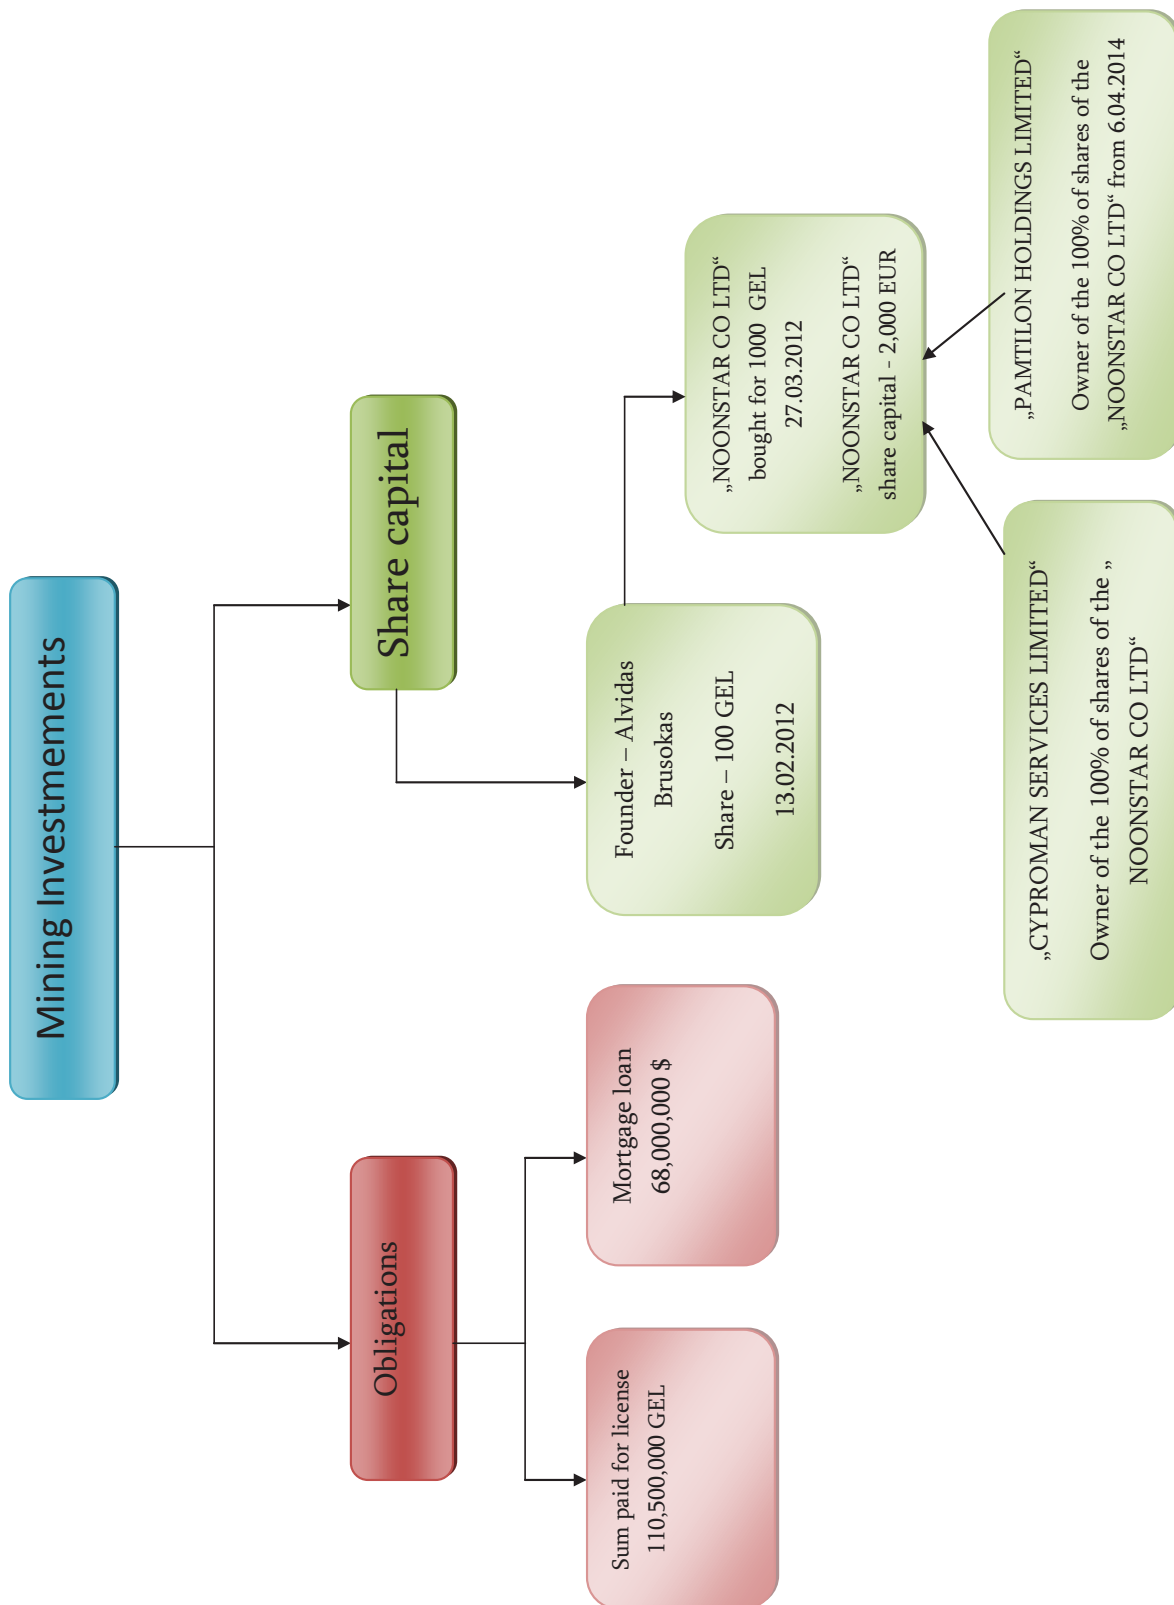 Mining Investmements
Obligations
Share capital
Sum paid for license
110,500,000 GEL
Mortgage loan
68,000,000 $
Founder – Alvidas
Brusokas
Share – 100 GEL
13.02.2012
„NOONSTAR CO LTD“
bought for 1000 GEL
27.03.2012
„NOONSTAR CO LTD“
share capital - 2,000 EUR
„CYPROMAN SERVICES LIMITED“
Owner of the 100% of shares of the „
NOONSTAR CO LTD“
„PAMTILON HOLDINGS LIMITED“
Owner of the 100% of shares of the
„NOONSTAR CO LTD“ from 6.04.2014